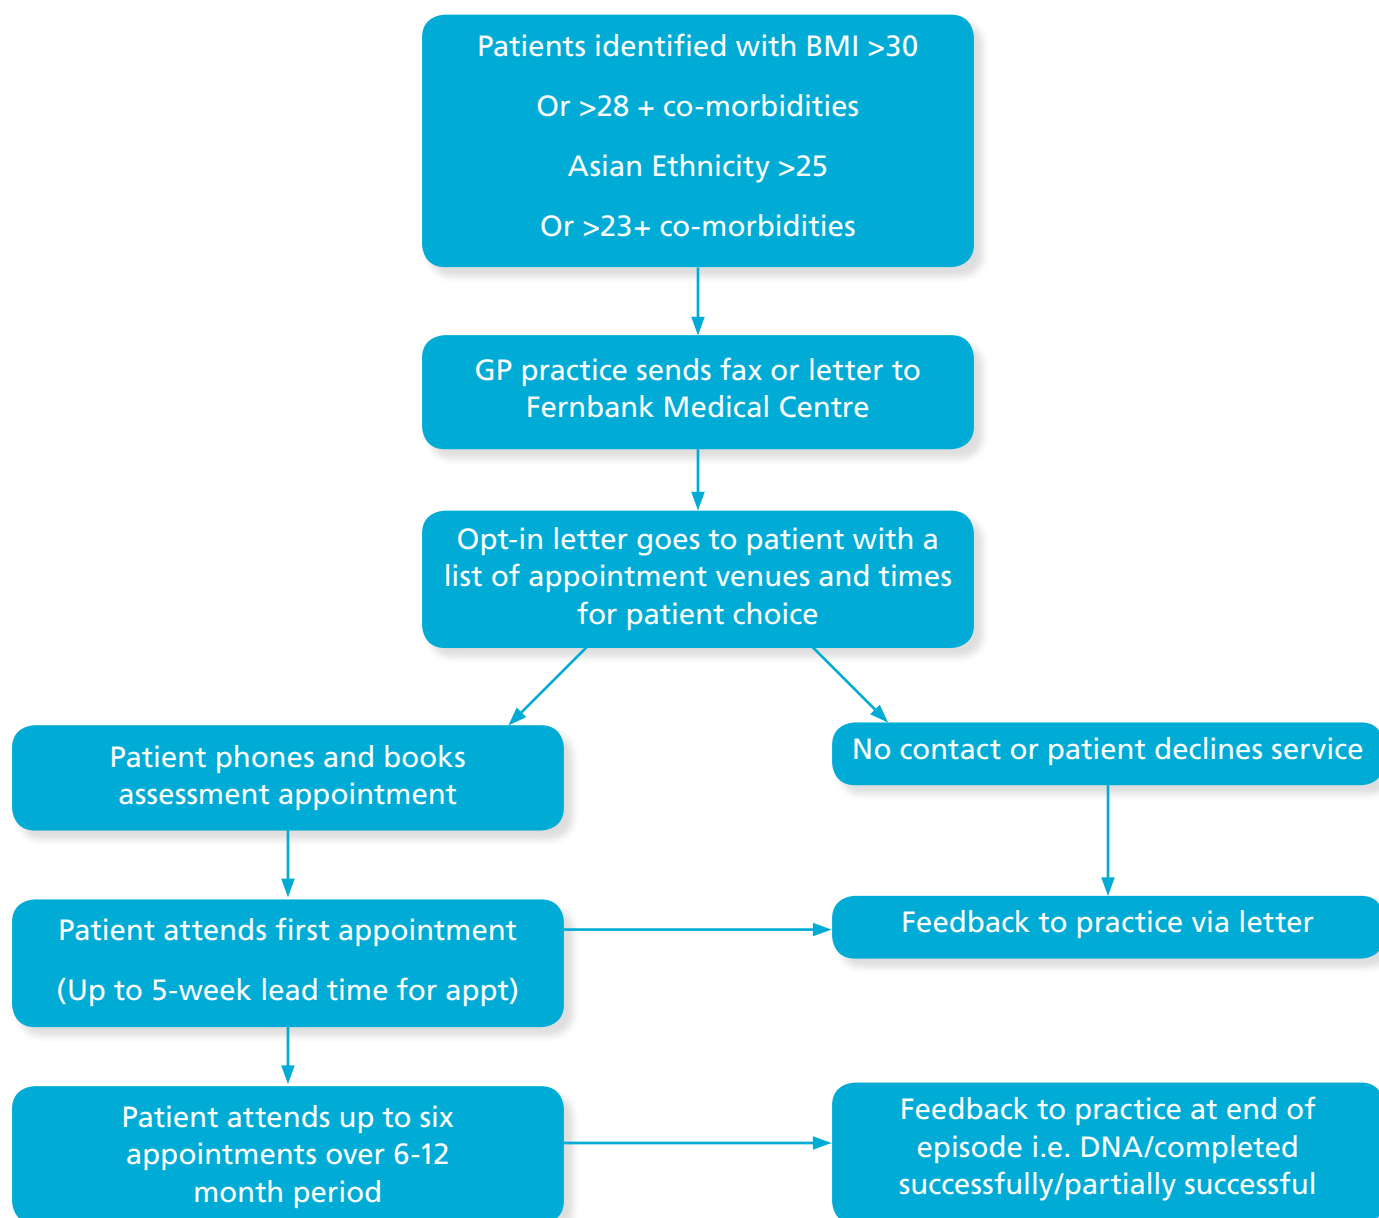 Patients identified with BMI >30
Or >28 + co-morbidities
Asian Ethnicity >25
Or >23+ co-morbidities
GP practice sends fax or letter to
Fernbank Medical Centre
Opt-in letter goes to patient with a
list of appointment venues and times
for patient choice
Patient phones and books
assessment appointment
No contact or patient declines service
Patient attends first appointment
(Up to 5-week lead time for appt)
Feedback to practice via letter
Patient attends up to six
appointments over 6-12
month period
Feedback to practice at end of
episode i.e. DNA/completed
successfully/partially successful